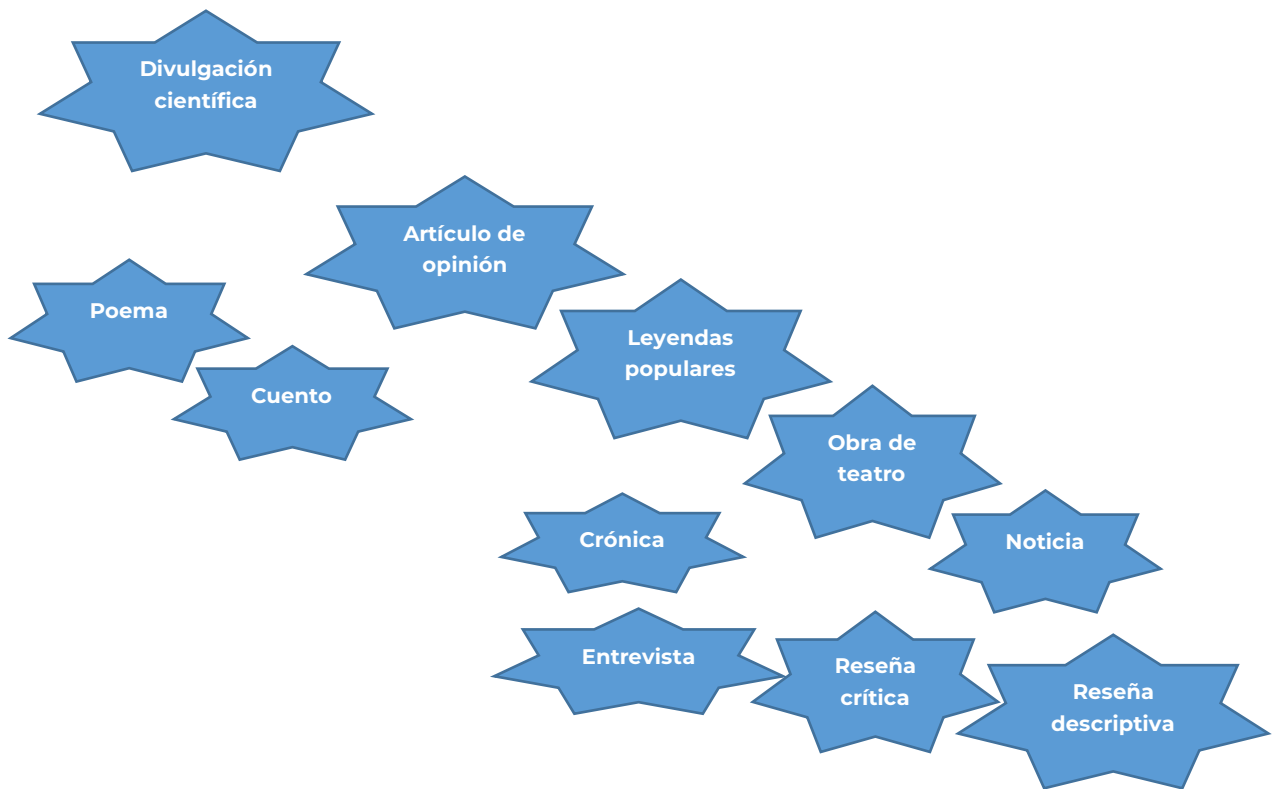 Divulgación
científica
Artículo de
opinión
Poema
Leyendas
populares
Cuento
Obra de
teatro
Crónica
Noticia
Entrevista
Reseña
crítica
Reseña
descriptiva